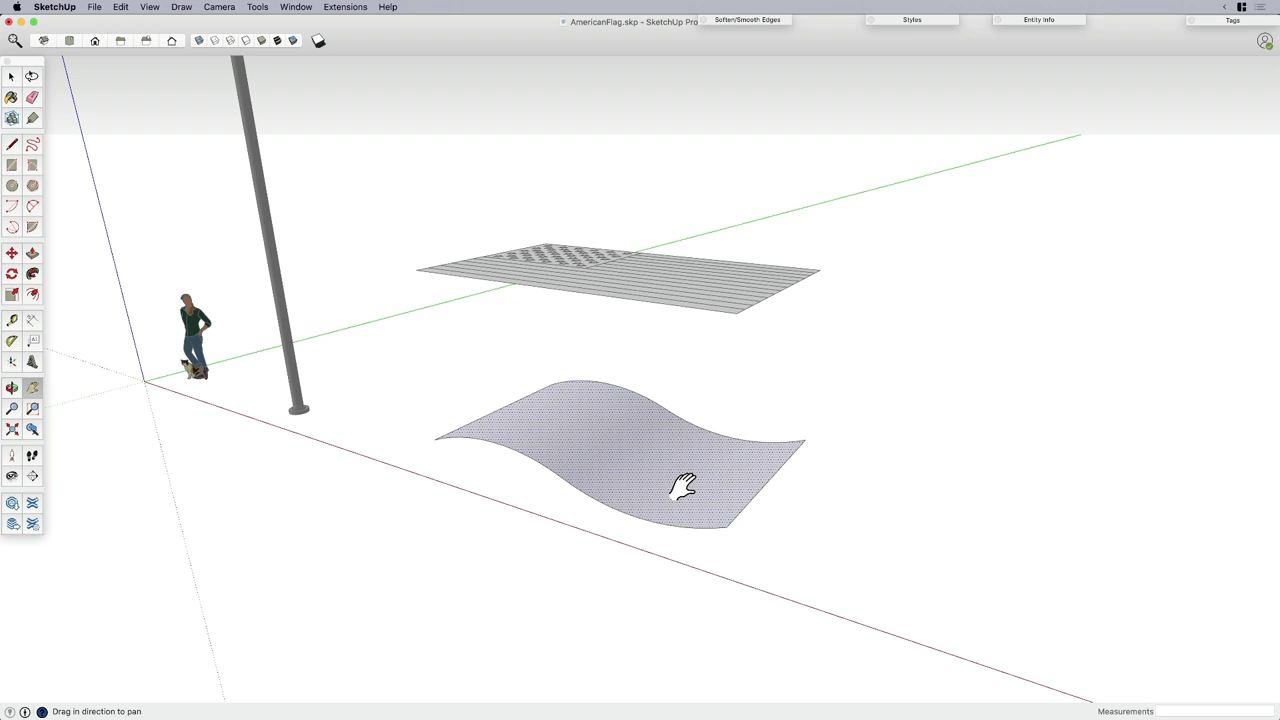 SketchUp File Edit View Draw Camera Tools Window Extensions Help
AmericanFlag.skp - SketchUp Pro
Soften/Smooth Edges
Styles
Entity Info
Tags
Drag in direction to pan
Measurements